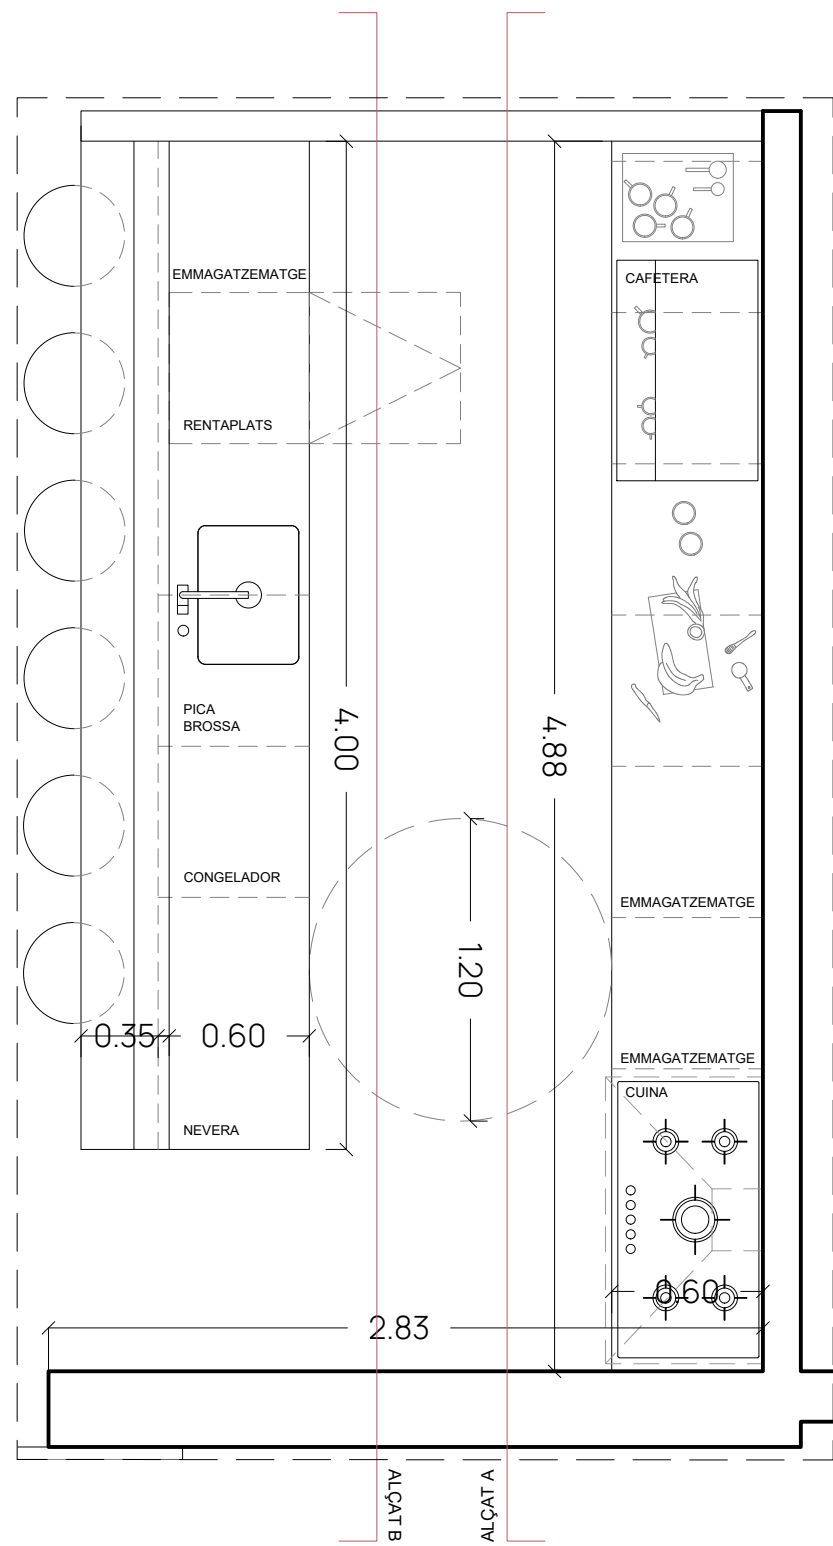 EMMAGATZEMATGE
CAFETERA
RENTAPLATS
PICA
BROSSA
4.00
4.88
CONGELADOR
EMMAGATZEMATGE
1.20
0.35
0.60
EMMAGATZEMATGE
CUINA
NEVERA
0.60
2.83
ALÇAT B
ALÇAT A